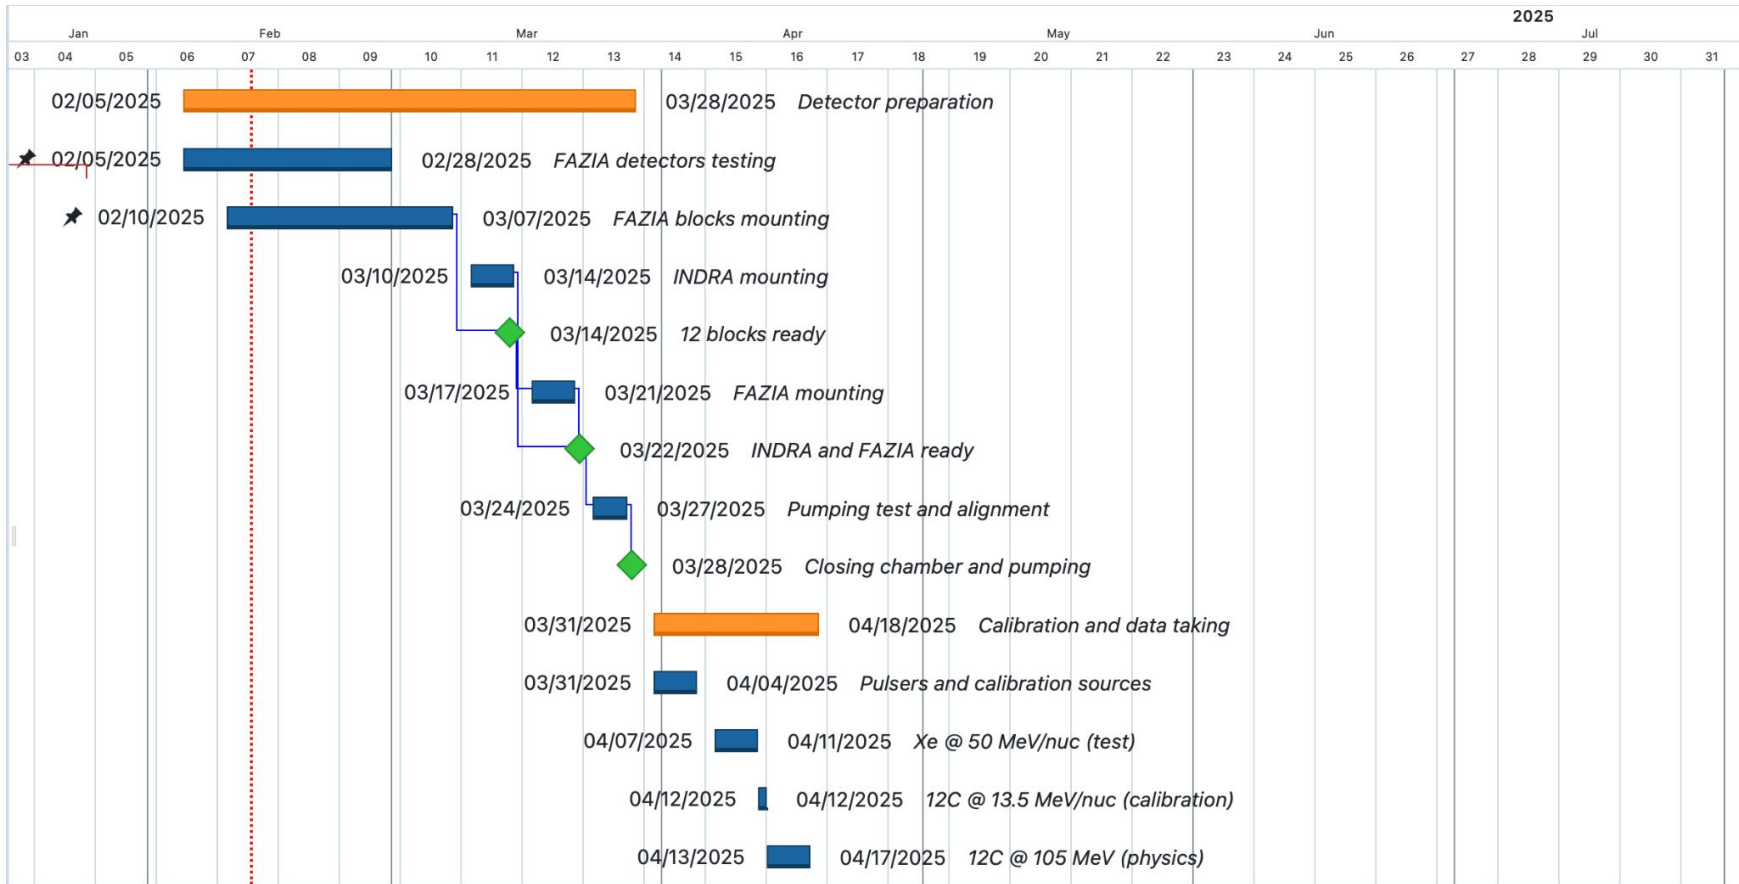 2025
Jan Feb Mar Apr May Jun Jul
03 04 05 06 07 08 09 10 11 12 13 14 15 16 17 18 19 20 21 22 23 24 25 26 27 28 29 30 31
02/05/2025 03/28/2025 Detector preparation
02/05/2025 02/28/2025 FAZIA detectors testing
02/10/2025 03/07/2025 FAZIA blocks mounting
03/10/2025 03/14/2025 INDRA mounting
03/14/2025 12 blocks ready
03/17/2025 03/21/2025 FAZIA mounting
03/22/2025 INDRA and FAZIA ready
03/24/2025 03/27/2025 Pumping test and alignment
03/28/2025 Closing chamber and pumping
03/31/2025 04/18/2025 Calibration and data taking
03/31/2025 04/04/2025 Pulsers and calibration sources
04/07/2025 04/11/2025 Xe @ 50 MeV/nuc (test)
04/12/2025 04/12/2025 12C @ 13.5 MeV/nuc (calibration)
04/13/2025 04/17/2025 12C @ 105 MeV (physics)